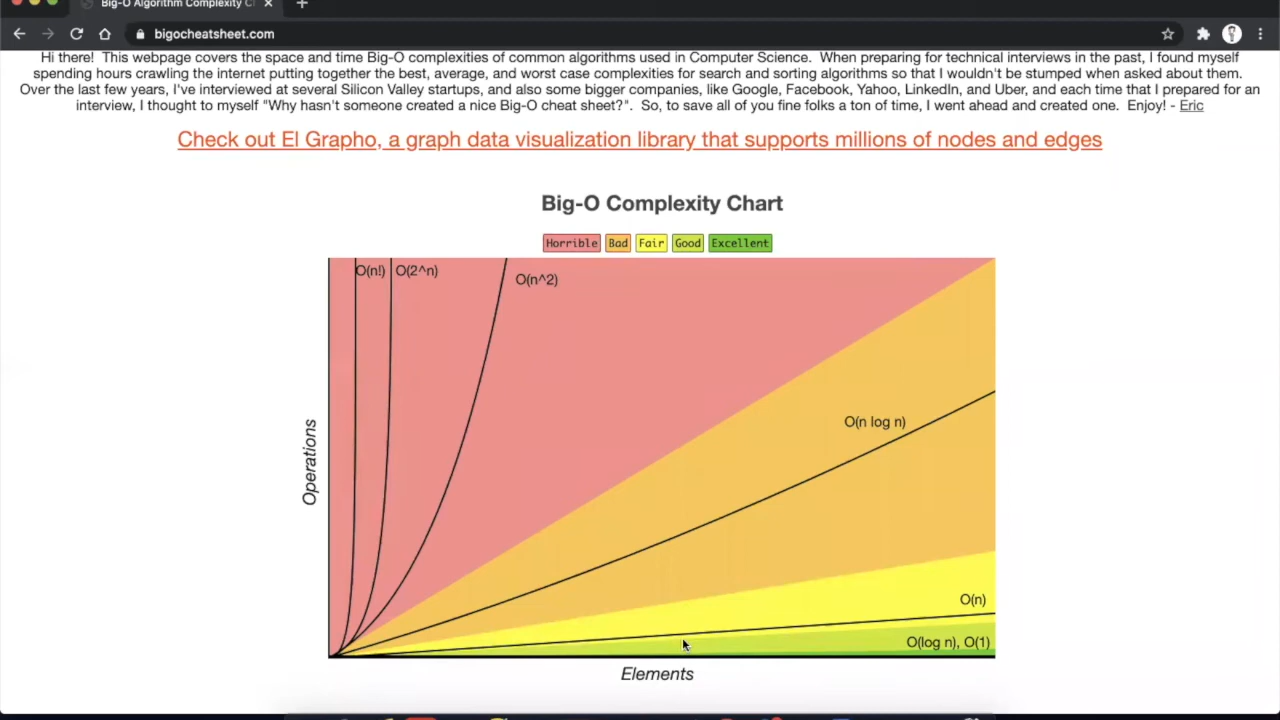 Big-O Algorithm Complexity
bigocheatsheet.com
Hi there! This webpage covers the space and time Big-O complexities of common algorithms used in Computer Science. When preparing for technical interviews in the past, I found myself
spending hours crawling the internet putting together the best, average, and worst case complexities for search and sorting algorithms so that I wouldn't be stumped when asked about them.
Over the last few years, I've interviewed at several Silicon Valley startups, and also some bigger companies, like Google, Facebook, Yahoo, LinkedIn, and Uber, and each time that I prepared for an
interview, I thought to myself "Why hasn't someone created a nice Big-O cheat sheet?". So, to save all of you fine folks a ton of time, I went ahead and created one. Enjoy! - Eric
Check out El Grapho, a graph data visualization library that supports millions of nodes and edges
Big-O Complexity Chart
Horrible Bad Fair Good Excellent
O(n!) O(2^n) O(n^2)
O(n log n)
O(n)
O(log n), O(1)
Operations
Elements